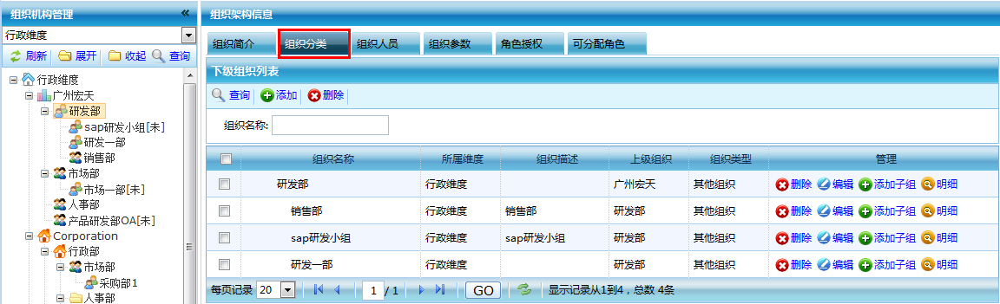 组织机构管理
行政维度
刷新 展开 收起 查询
行政维度
广州宏天
研发部
sap研发小组[未]
研发一部
销售部
市场部
市场一部[未]
人事部
产品研发部OA[未]
Corporation
行政部
市场部
采购部1
人事部
组织架构信息
组织简介 组织分类 组织人员 组织参数 角色授权 可分配角色
下级组织列表
查询 添加 删除
组织名称:
组织名称 所属维度 组织描述 上级组织 组织类型 管理
研发部 行政维度 广州宏天 其他组织 删除 编辑 添加子组 明细
销售部 行政维度 销售部 研发部 其他组织 删除 编辑 添加子组 明细
sap研发小组 行政维度 sap研发小组 研发部 其他组织 删除 编辑 添加子组 明细
研发一部 行政维度 研发部 其他组织 删除 编辑 添加子组 明细
每页记录 20 1 / 1 GO 显示记录从1到4，总数 4条